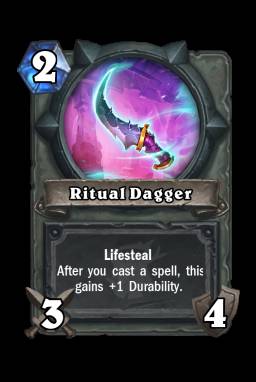 2
Ritual Dagger
Lifesteal
After you cast a spell, this
gains +1 Durability.
3
4